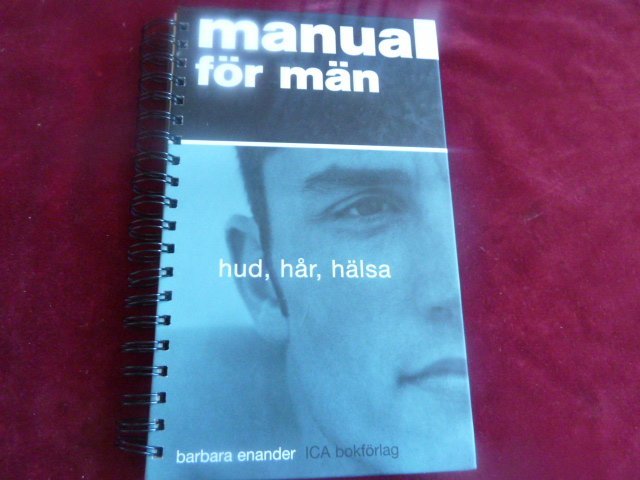 manual
för män
hud, hår, hälsa
barbara enander ICA bokförlag